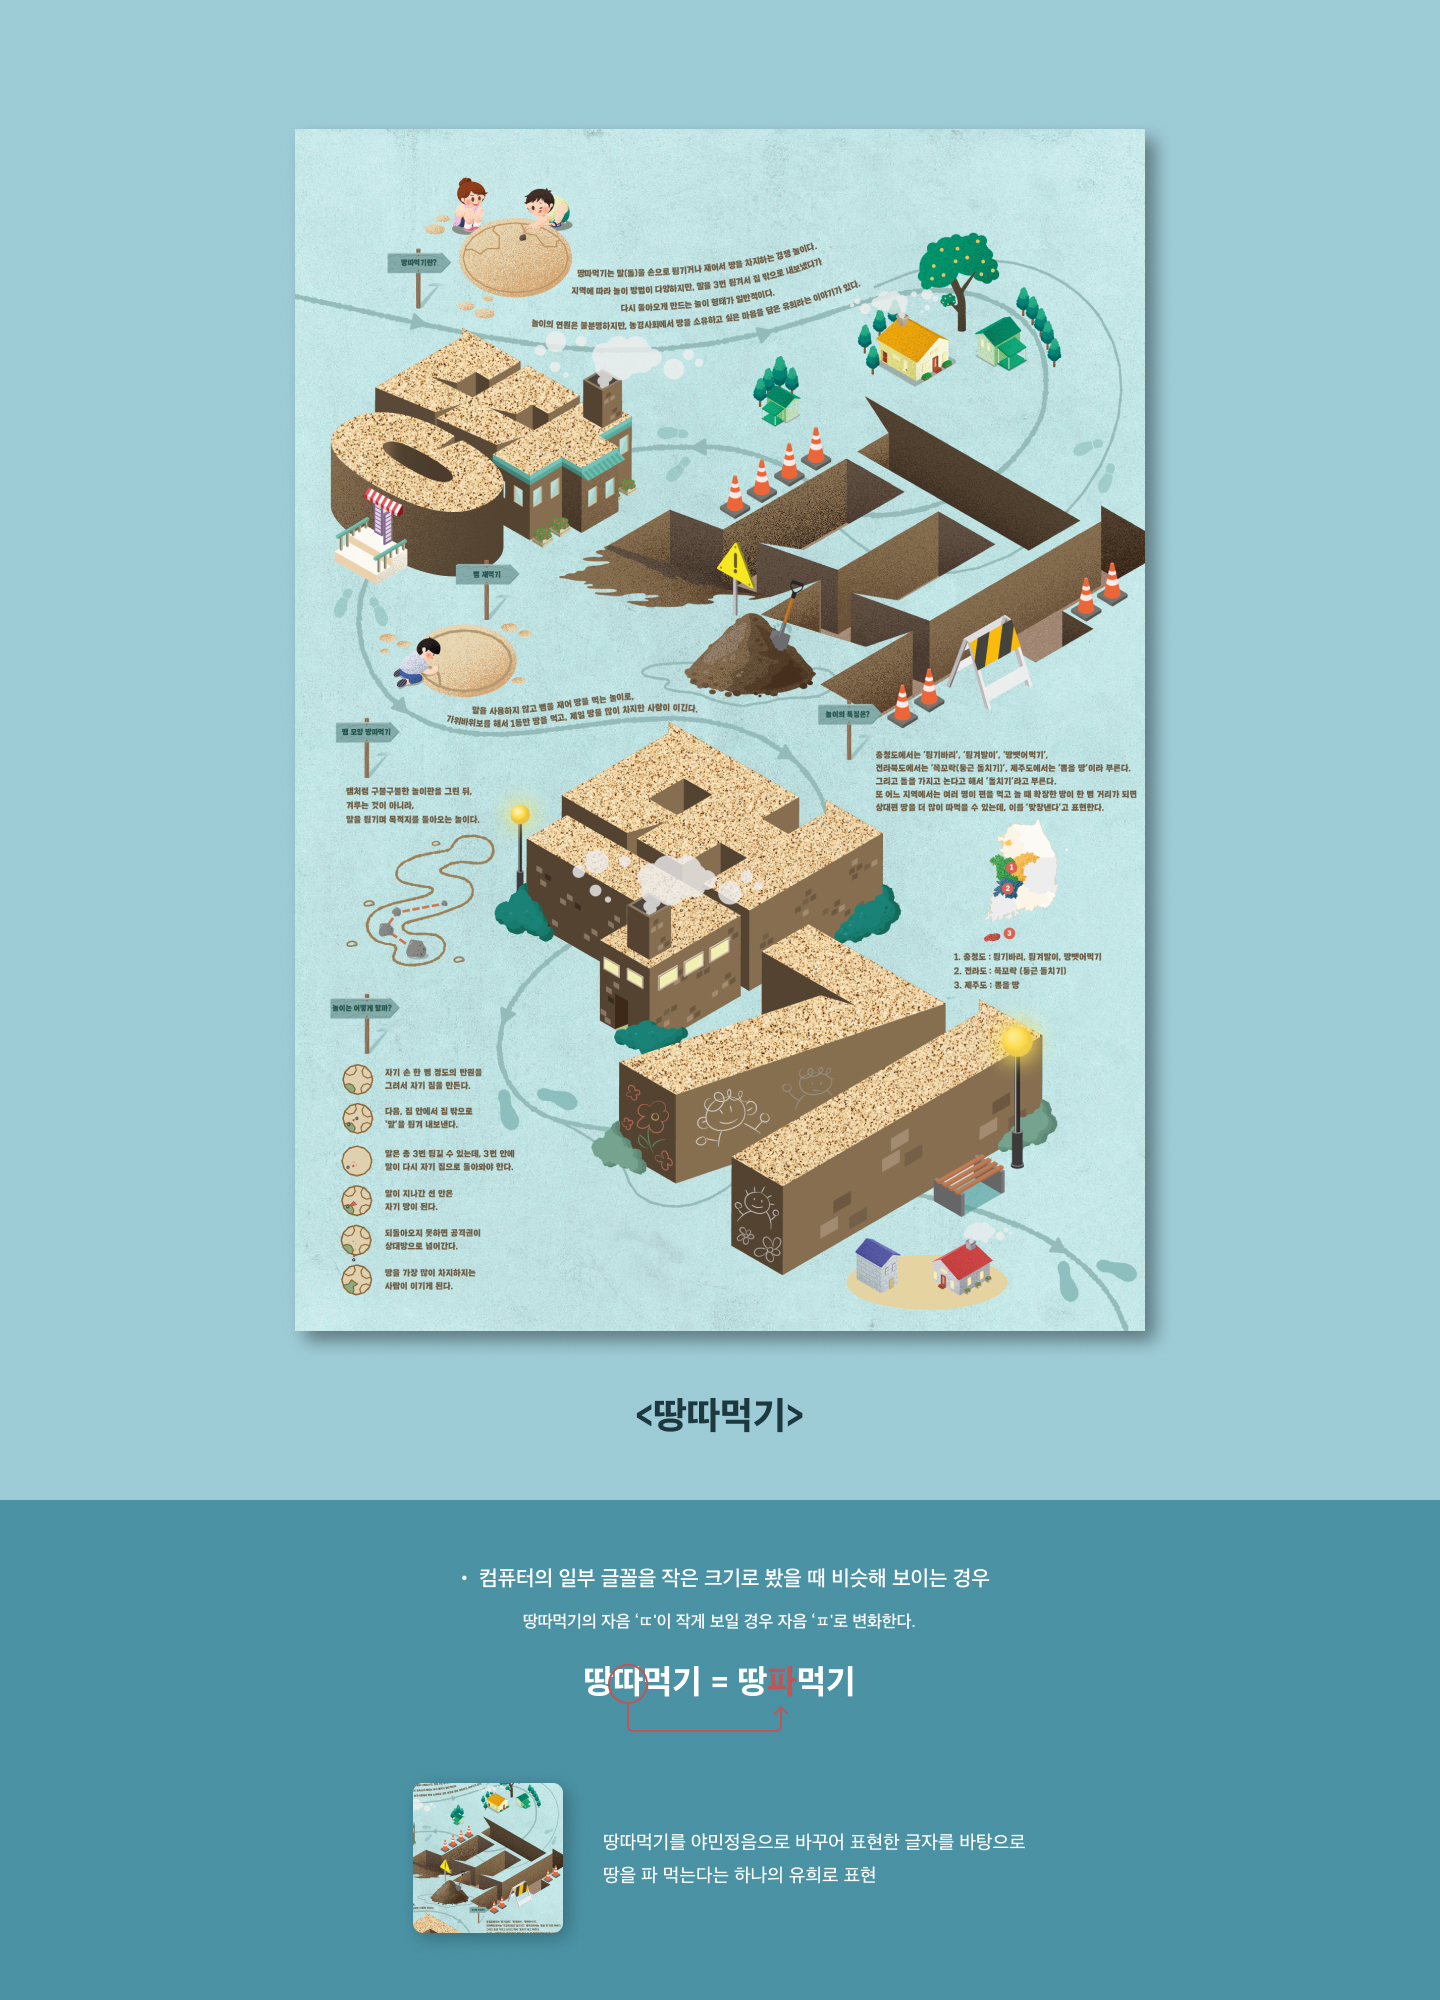 땅따먹기란?
땅따먹기는 말(돌)을 손으로 튕기거나 재어서 땅을 차지하는 경쟁 놀이다.
지역에 따라 놀이 방법이 다양하지만, 말을 3번 튕겨서 집 밖으로 내보냈다가
다시 돌아오게 만드는 놀이 형태가 일반적이다.
놀이의 연원은 불분명하지만, 농경사회에서 땅을 소유하고 싶은 마음을 담은 유희라는 이야기가 있다.
땅
따
먹
기
뼘 재먹기
말을 사용하지 않고 뼘을 재어 땅을 먹는 놀이로,
가위바위보를 해서 1등만 땅을 먹고, 제일 땅을 많이 차지한 사람이 이긴다.
뱀 모양 땅따먹기
뱀처럼 구불구불한 놀이판을 그린 뒤,
겨루는 것이 아니라,
말을 튕기며 목적지를 돌아오는 놀이다.
놀이의 특징은?
충청도에서는 '튕기바리', '튕겨말이', '땅뺏어먹기',
전라북도에서는 '목꼬락(둥근 돌치기)', 제주도에서는 '뽐을 땅'이라 부른다.
그리고 돌을 가지고 논다고 해서 '돌치기'라고 부른다.
또 어느 지역에서는 여러 명이 편을 먹고 놀 때 확장한 땅이 한 뼘 거리가 되면
상대편 땅을 더 많이 따먹을 수 있는데, 이를 '맞창낸다'고 표현한다.
1
2
3
1. 충청도 : 튕기바리, 튕겨말이, 땅뺏어먹기
2. 전라도 : 목꼬락 (둥근 돌치기)
3. 제주도 : 뽐을 땅
놀이는 어떻게 할까?
자기 손 한 뼘 정도의 반원을
그려서 자기 집을 만든다.
다음, 집 안에서 집 밖으로
'말'을 튕겨 내보낸다.
말은 총 3번 튕길 수 있는데, 3번 안에
말이 다시 자기 집으로 돌아와야 한다.
말이 지나간 선 안은
자기 땅이 된다.
되돌아오지 못하면 공격권이
상대방으로 넘어간다.
땅을 가장 많이 차지하는
사람이 이기게 된다.
<땅따먹기>
• 컴퓨터의 일부 글꼴을 작은 크기로 봤을 때 비슷해 보이는 경우
땅따먹기의 자음 'ㄸ'이 작게 보일 경우 자음 'ㅍ'로 변화한다.
땅따먹기 = 땅파먹기
땅따먹기를 야민정음으로 바꾸어 표현한 글자를 바탕으로
땅을 파 먹는다는 하나의 유희로 표현